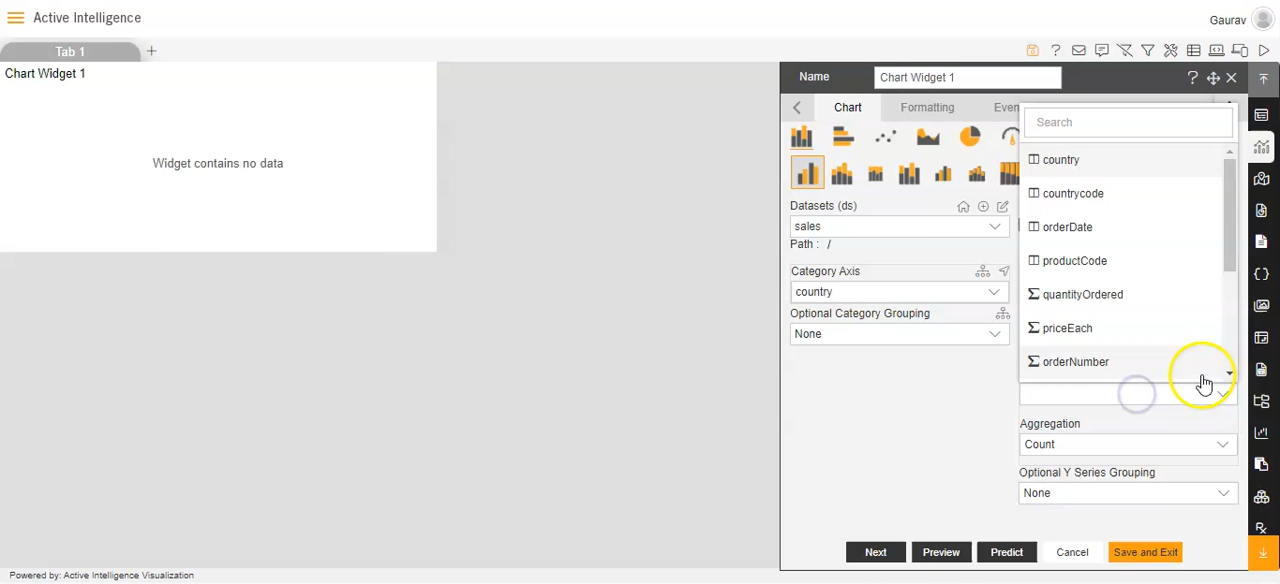 Active Intelligence
Gaurav
Tab 1
Chart Widget 1
Widget contains no data
Name
Chart Widget 1
Chart
Formatting
Even
Search
country
countrycode
orderDate
productCode
quantityOrdered
priceEach
orderNumber
Datasets (ds)
sales
Path : /
Category Axis
country
Optional Category Grouping
None
Aggregation
Count
Optional Y Series Grouping
None
Next
Preview
Predict
Cancel
Save and Exit
Powered by: Active Intelligence Visualization